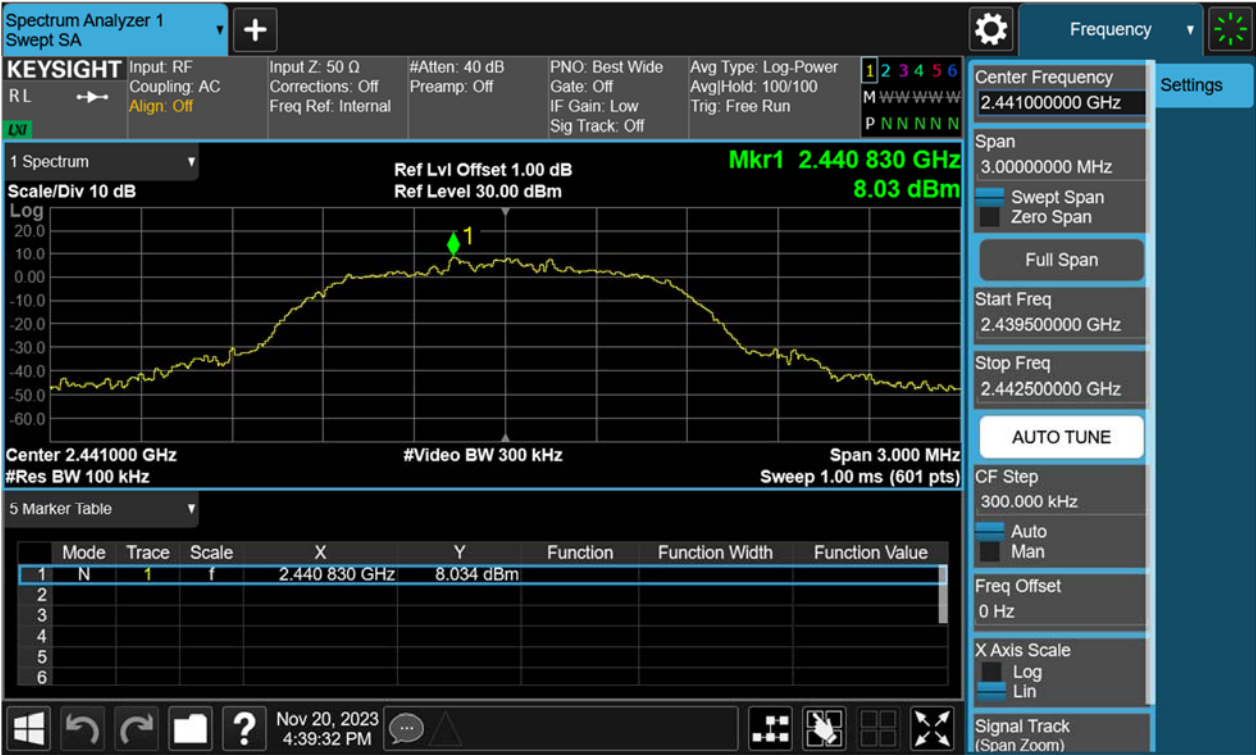 Spectrum Analyzer 1
Swept SA
+
Frequency
KEYSIGHT
R L
LXI
Input: RF
Coupling: AC
Align: Off
Input Z: 50 Ω
Corrections: Off
Freq Ref: Internal
#Atten: 40 dB
Preamp: Off
PNO: Best Wide
Gate: Off
IF Gain: Low
Sig Track: Off
Avg Type: Log-Power
Avg|Hold: 100/100
Trig: Free Run
1 2 3 4 5 6
M W W W W W W
P N N N N N N
1 Spectrum
Scale/Div 10 dB
Log
Ref Lvl Offset 1.00 dB
Ref Level 30.00 dBm
Mkr1 2.440 830 GHz
8.03 dBm
20.0
10.0
0.00
-10.0
-20.0
-30.0
-40.0
-50.0
-60.0
1
Center 2.441000 GHz
#Video BW 300 kHz
Span 3.000 MHz
#Res BW 100 kHz
Sweep 1.00 ms (601 pts)
5 Marker Table
Mode Trace Scale X Y Function Function Width Function Value
1 N 1 f 2.440 830 GHz 8.034 dBm
2
3
4
5
6
Nov 20, 2023
4:39:32 PM
?
Center Frequency
2.441000000 GHz
Settings
Span
3.00000000 MHz
Swept Span
Zero Span
Full Span
Start Freq
2.439500000 GHz
Stop Freq
2.442500000 GHz
AUTO TUNE
CF Step
300.000 kHz
Auto
Man
Freq Offset
0 Hz
X Axis Scale
Log
Lin
Signal Track
(Span Zoom)